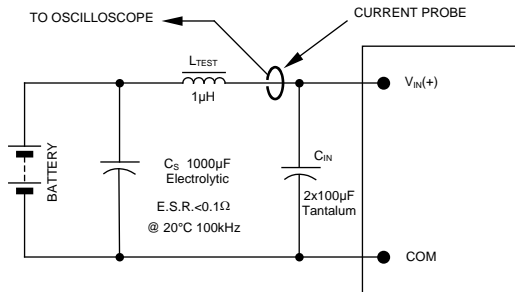 TO OSCILLOSCOPE
CURRENT PROBE
LTEST
1μH
VIN(+)
BATTERY
CS 1000μF
Electrolytic
E.S.R.<0.1Ω
@ 20°C 100kHz
CIN
2x100μF
Tantalum
COM